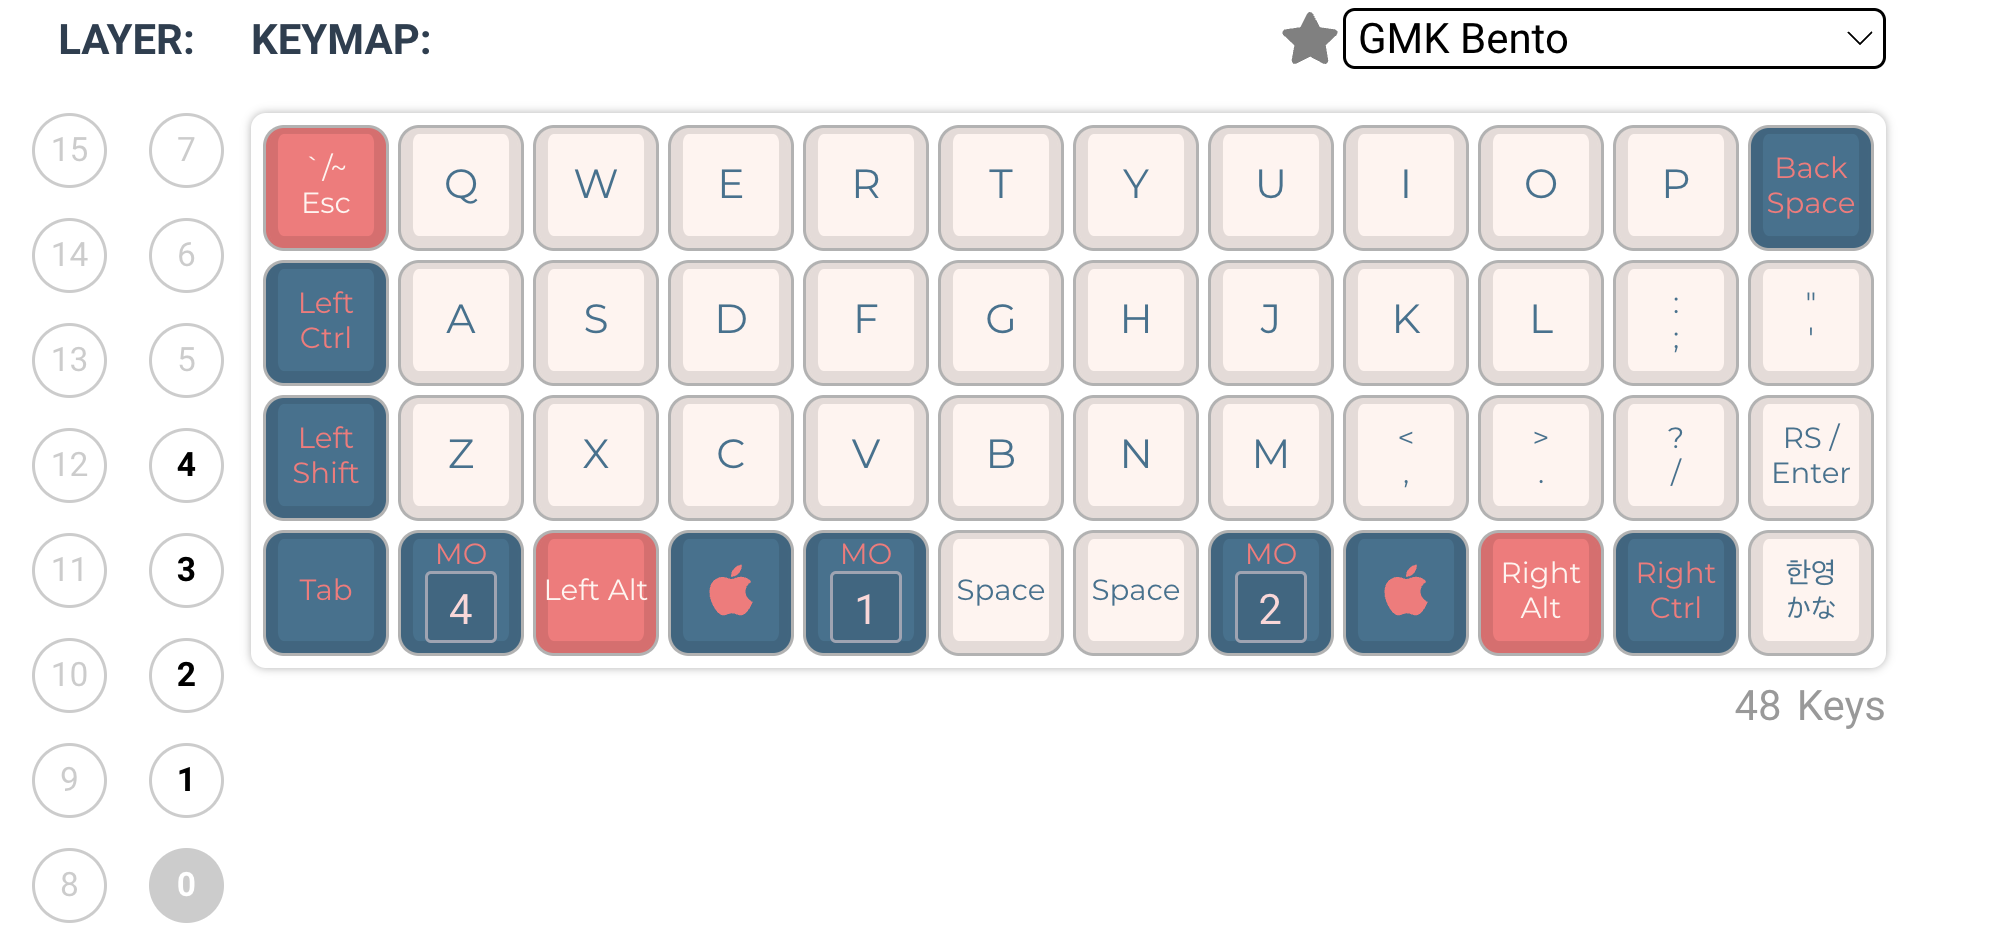 LAYER: KEYMAP: GMK Bento
15 7
14 6
13 5
12 4
11 3
10 2
9 1
8 0
`/~
Esc
Q
W
E
R
T
Y
U
I
O
P
Back
Space
Left
Ctrl
A
S
D
F
G
H
J
K
L
:
;
"
'
Left
Shift
Z
X
C
V
B
N
M
<
,
>
.
?
/
RS /
Enter
Tab
MO
4
Left Alt
MO
1
Space
Space
MO
2
Right
Alt
Right
Ctrl
한영
かな
48 Keys